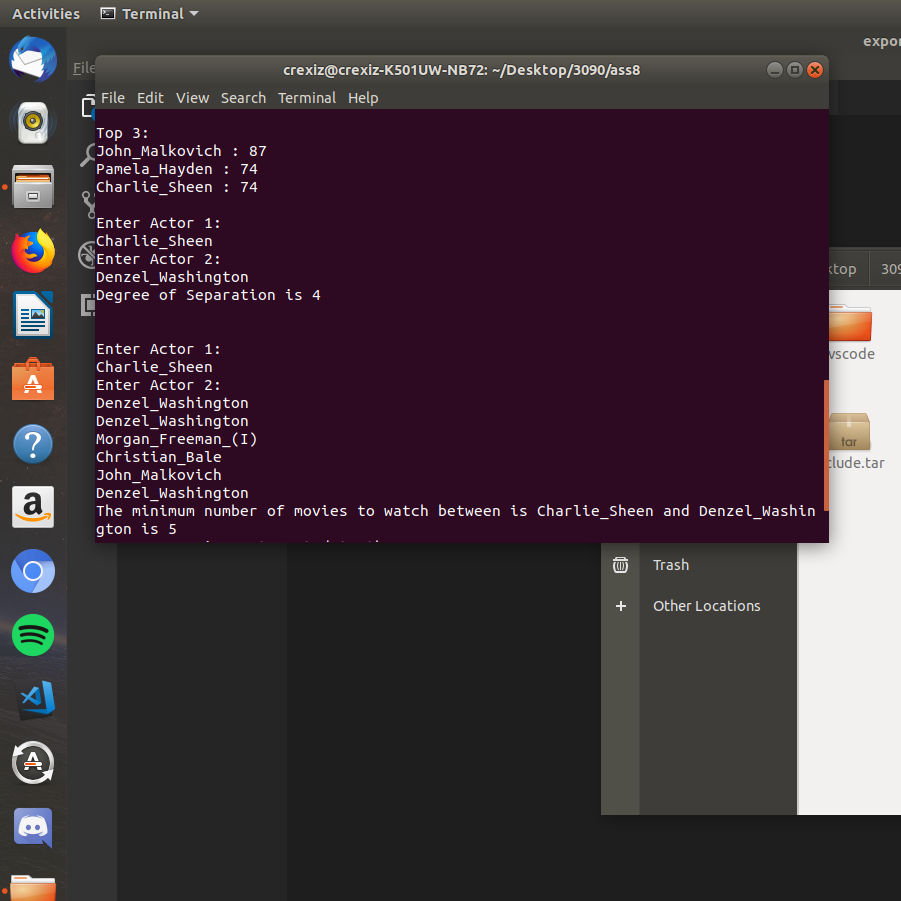 Activities
Terminal
expor
File
crexiz@crexiz-K501UW-NB72: ~/Desktop/3090/ass8
File Edit View Search Terminal Help
Top 3:
John_Malkovich : 87
Pamela_Hayden : 74
Charlie_Sheen : 74
Enter Actor 1:
Charlie_Sheen
Enter Actor 2:
Denzel_Washington
Degree of Separation is 4
Enter Actor 1:
Charlie_Sheen
Enter Actor 2:
Denzel_Washington
Denzel_Washington
Morgan_Freeman_(I)
Christian_Bale
John_Malkovich
Denzel_Washington
The minimum number of movies to watch between is Charlie_Sheen and Denzel_Washin
gton is 5
ktop 309
vscode
tar
clude.tar
Trash
+ Other Locations
?
a